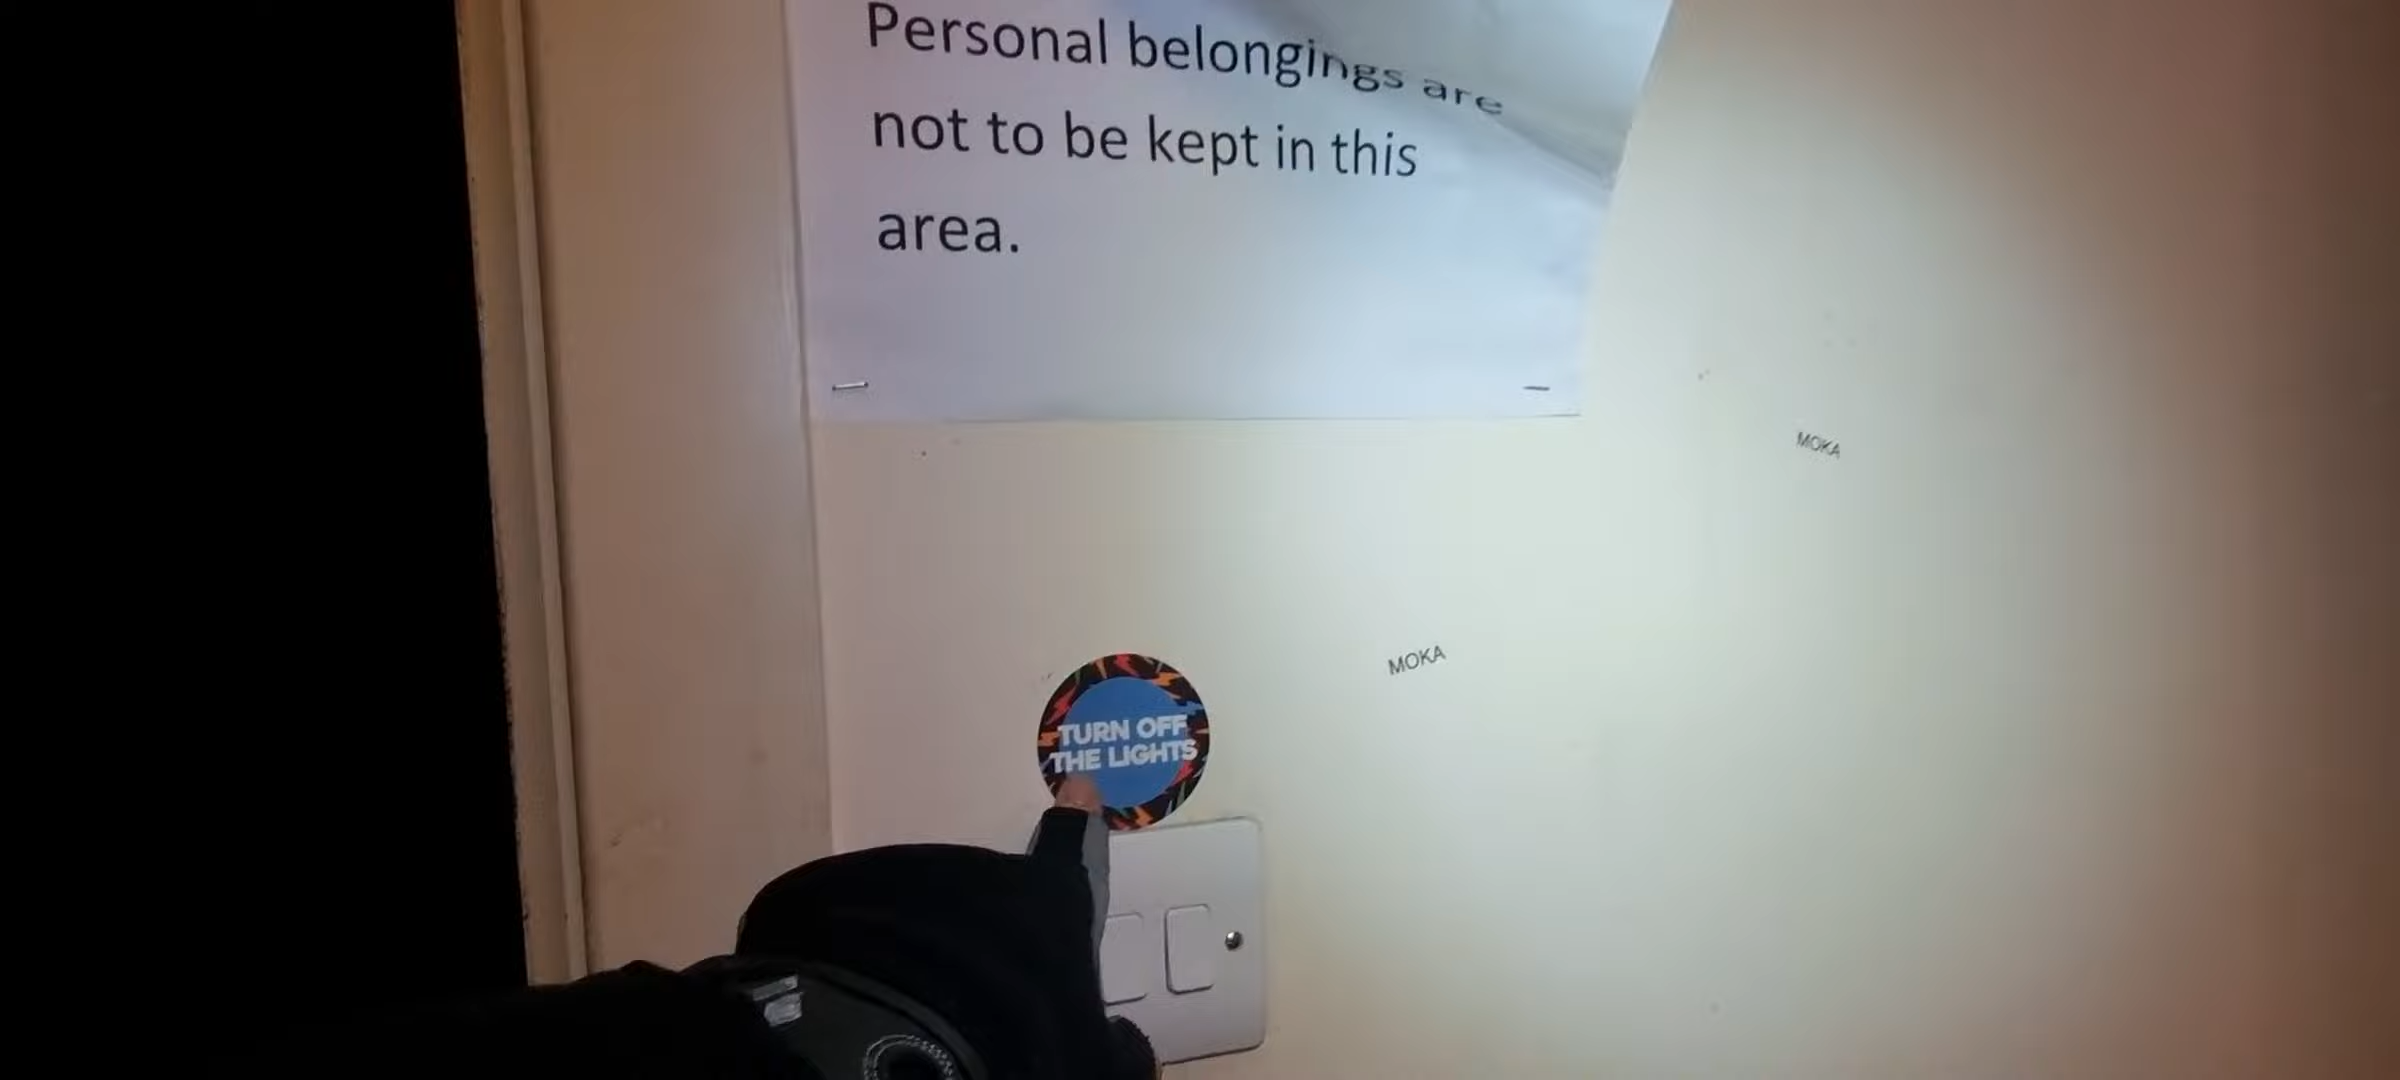 Personal belongings are
not to be kept in this
area.
MOKA
MOKA
TURN OFF
THE LIGHTS